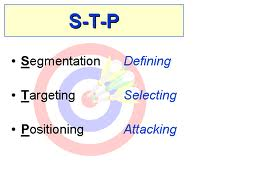 S-T-P
• Segmentation Defining
• Targeting Selecting
• Positioning Attacking